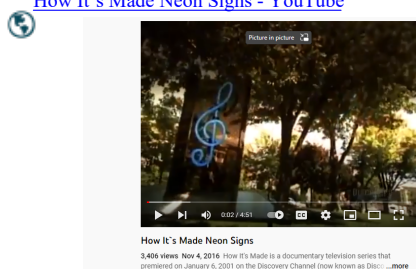 How It's Made Neon Signs - YouTube
Picture in picture
0:02 / 4:51
CC
How It`s Made Neon Signs
3,406 views Nov 4, 2016 How It's Made is a documentary television series that
premiered on January 6, 2001 on the Discovery Channel (now known as Disco ...more